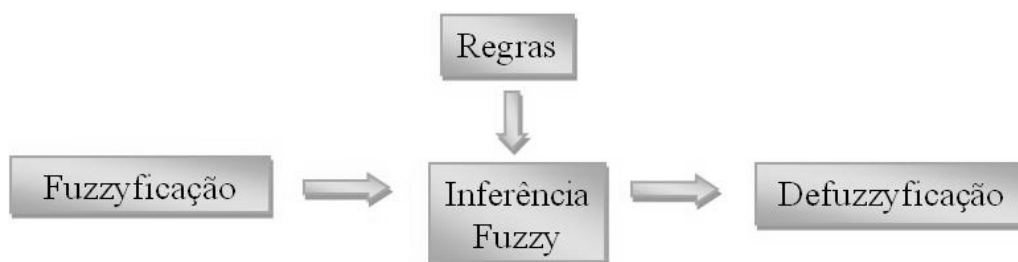 Regras
Fuzzyficação
Inferência
Fuzzy
Defuzzyficação